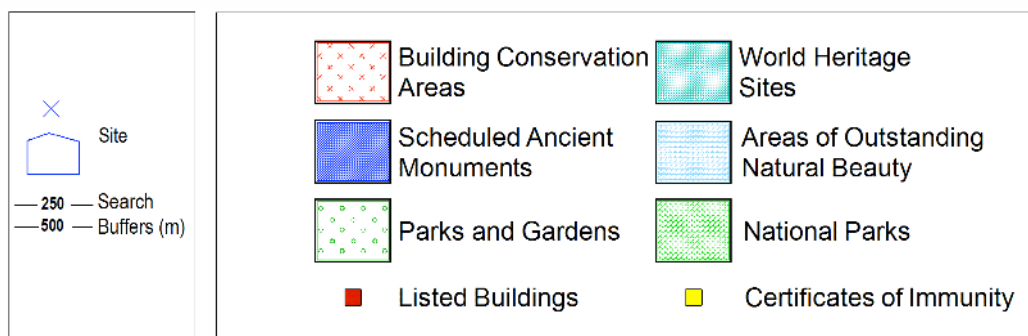 Site
— 250 — Search
— 500 — Buffers (m)
Building Conservation
Areas
World Heritage
Sites
Scheduled Ancient
Monuments
Areas of Outstanding
Natural Beauty
Parks and Gardens
National Parks
Listed Buildings
Certificates of Immunity